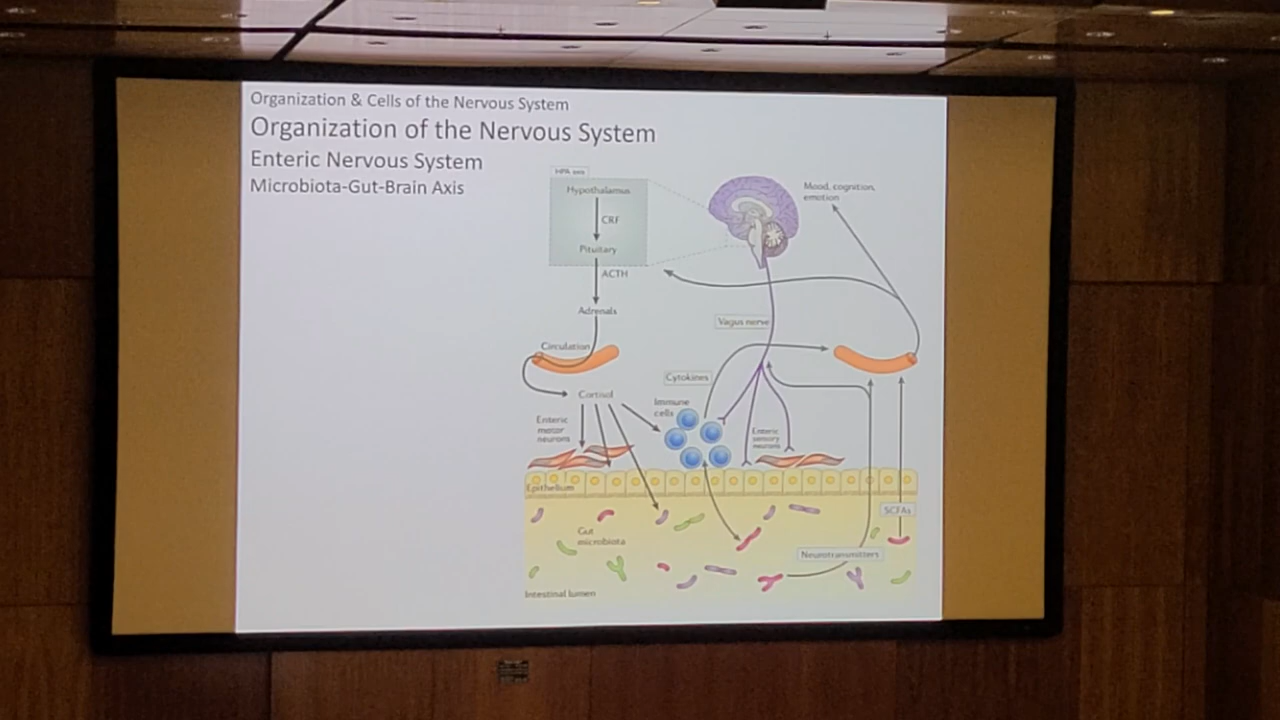 Organization & Cells of the Nervous System
Organization of the Nervous System
Enteric Nervous System
Microbiota-Gut-Brain Axis
HPA axis
Hypothalamus
CRF
Pituitary
ACTH
Adrenals
Circulation
Cortisol
Mood, cognition,
emotion
Vagus nerve
Cytokines
Immune
cells
Enteric
motor
neurons
Enteric
sensory
neurons
Epithelium
Gut
microbiota
SCFAs
Neurotransmitters
Intestinal lumen